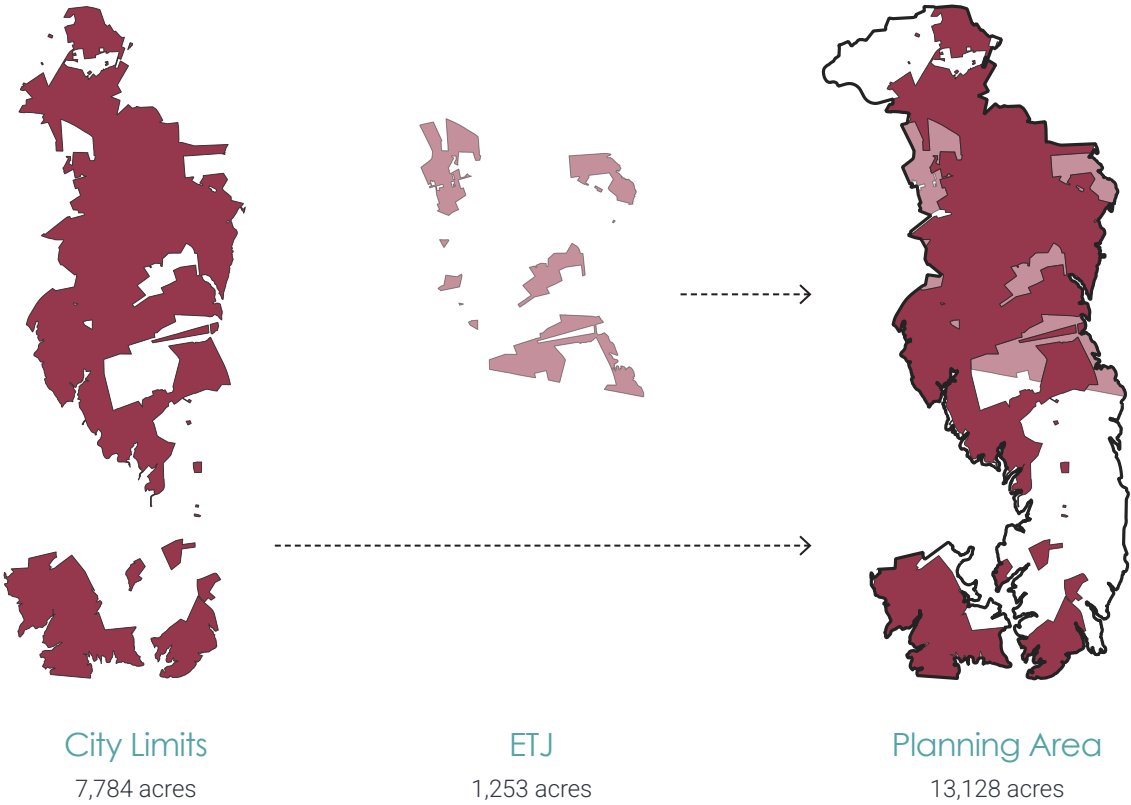 City Limits
7,784 acres
ETJ
1,253 acres
Planning Area
13,128 acres